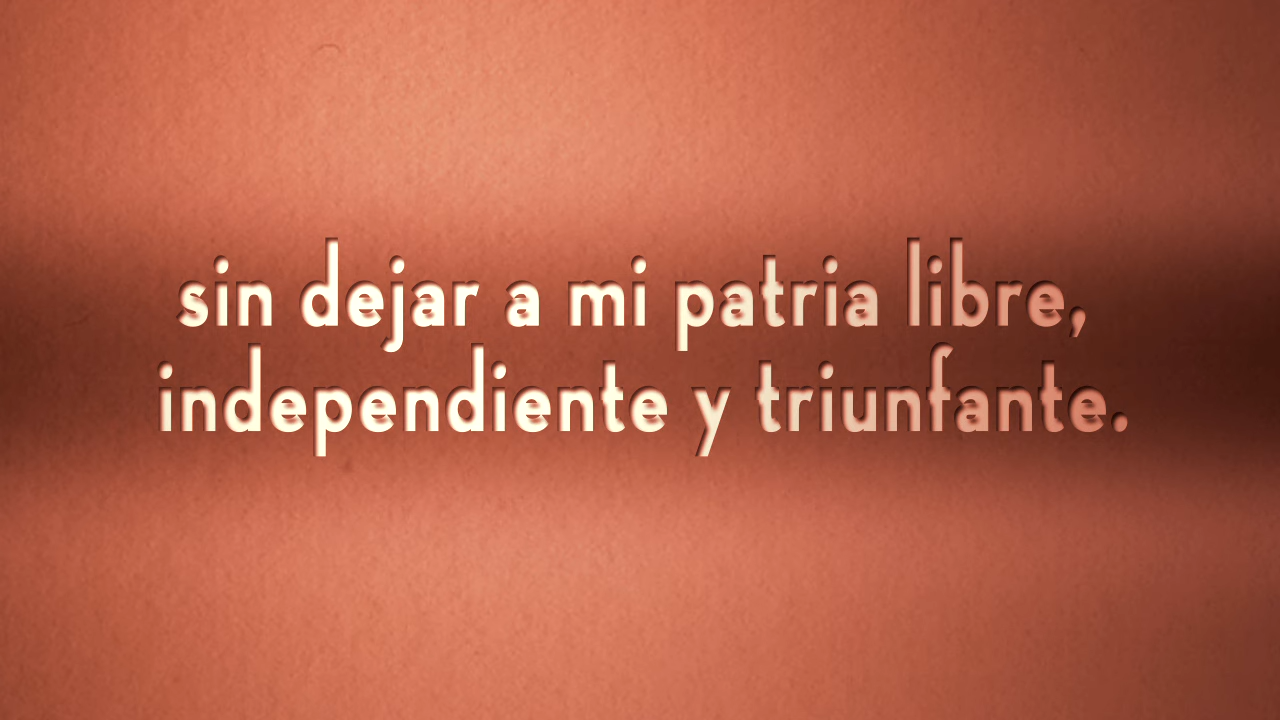 sin dejar a mi patria libre,
independiente y triunfante.